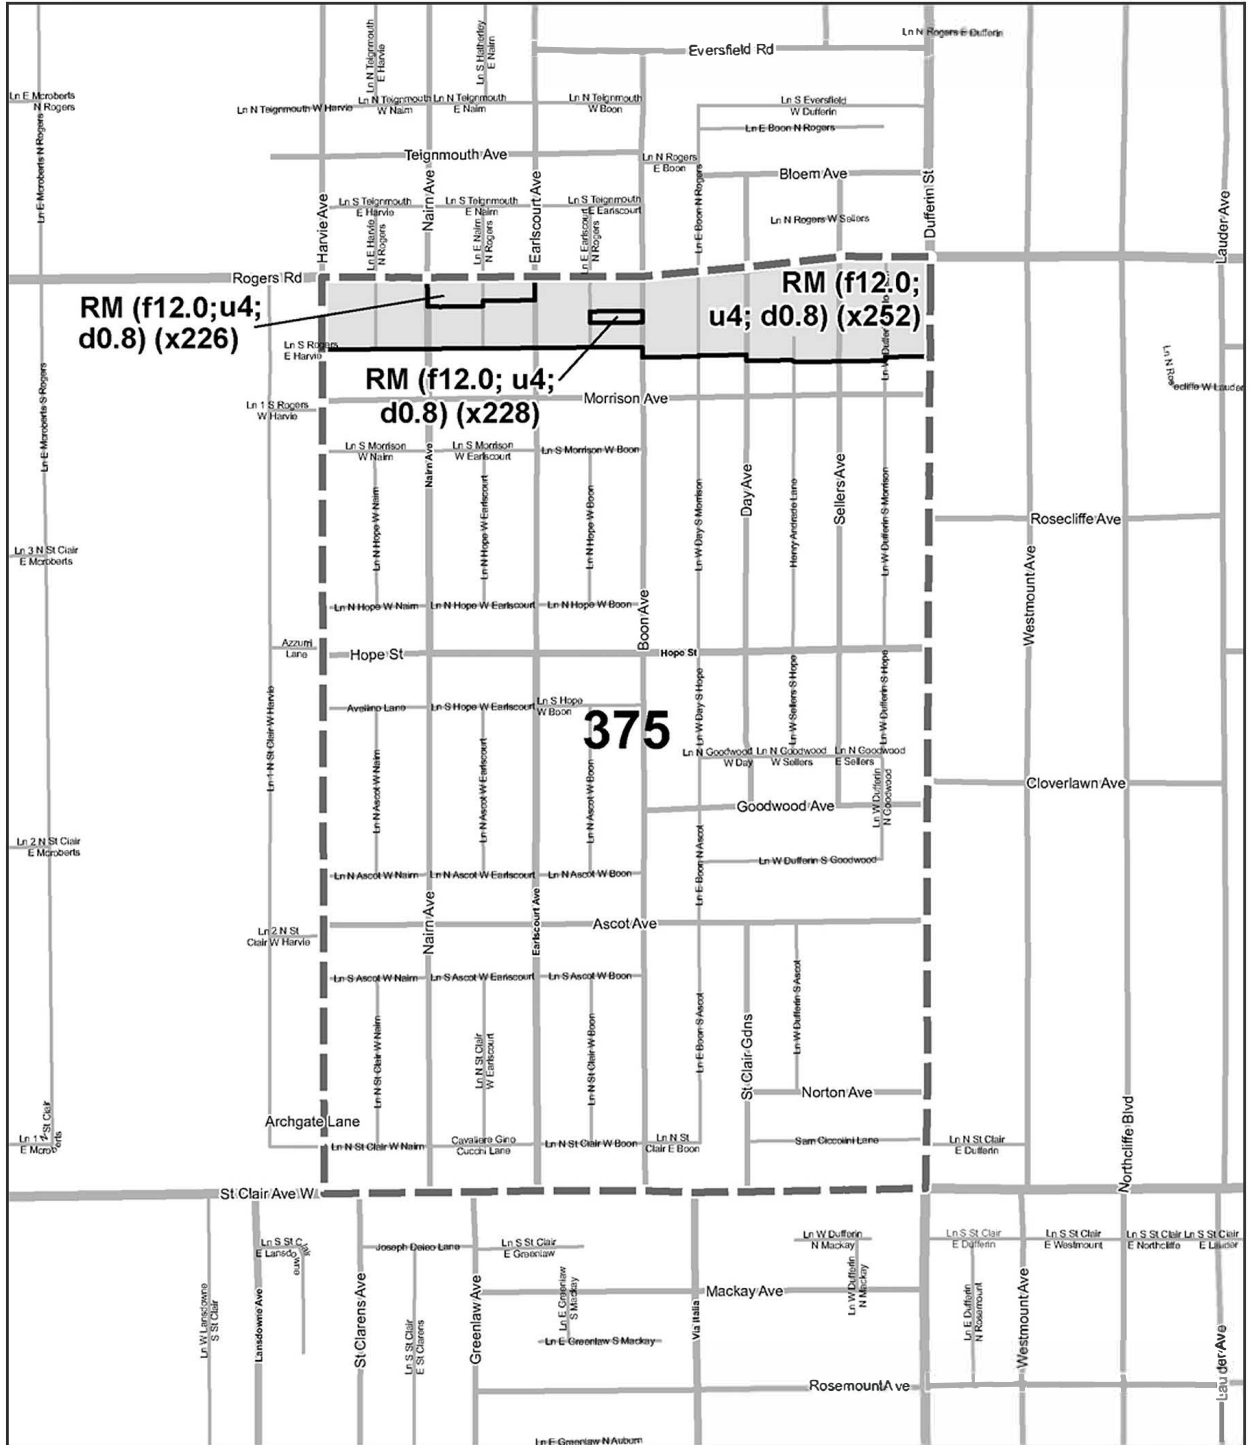 Ln N Rogers E Dufferin
Ln N Teignmouth
E Harvie
Ln S Hatherley
E Nairn
Eversfield Rd
Ln E Mcroberts
N Rogers
Ln N Teignmouth W Harvie
Ln N Teignmouth
W Nairn
Ln N Teignmouth
E Nairn
Ln N Teignmouth
W Boon
Ln S Eversfield
W Dufferin
Ln E Boon N Rogers
Ln E Mcroberts N Rogers
Teignmouth Ave
Ln N Rogers
E Boon
Bloem Ave
Harvie Ave
Nairn Ave
Earlscourt Ave
Ln E Boon N Rogers
Dufferin St
Lauder Ave
Ln S Teignmouth
E Harvie
Ln S Teignmouth
E Nairn
Ln S Teignmouth
E Earlscourt
Ln N Rogers W Sellers
Ln E Harvie
N Rogers
Ln E Nairn
N Rogers
Ln E Earlscourt
N Rogers
Rogers Rd
RM (f12.0;u4;
d0.8) (x226)
RM (f12.0;
u4; d0.8) (x252)
Ln S Rogers
E Harvie
RM (f12.0; u4;
d0.8) (x228)
Ln E Mcroberts S Rogers
Ln 1 S Rogers
W Harvie
Morrison Ave
Ln S Morrison
W Nairn
Nairn Ave
Ln S Morrison
W Earlscourt
Ln S Morrison W Boon
Ln N Hope W Nairn
Ln N Hope W Earlscourt
Ln N Hope W Boon
Ln W Day S Morrison
Day Ave
Henry Andrade Lane
Sellers Ave
Ln W Dufferin S Morrison
Rosecliffe Ave
Ln 3 N St Clair
E Mcroberts
Westmount Ave
Ln N Hope W Nairn
Ln N Hope W Earlscourt
Ln N Hope W Boon
Boon Ave
Azzurri
Lane
Hope St
Hope St
Ln 1 N St Clair W Harvie
Avellino Lane
Ln S Hope W Earlscourt
Ln S Hope
W Boon
375
Ln W Day S Hope
Ln W Sellers S Hope
Ln W Dufferin S Hope
Ln N Goodwood
W Day
Ln N Goodwood
W Sellers
Ln N Goodwood
E Sellers
Ln N Ascot W Nairn
Ln N Ascot W Earlscourt
Ln N Ascot W Boon
Cloverlawn Ave
Goodwood Ave
Ln W Dufferin
N Goodwood
Ln 2 N St Clair
E Mcroberts
Ln E Boon N Ascot
Ln W Dufferin S Goodwood
Ln N Ascot W Nairn
Ln N Ascot W Earlscourt
Ln N Ascot W Boon
Nairn Ave
Earlscourt Ave
Ascot Ave
Ln 2 N St
Clair W Harvie
Ln S Ascot W Nairn
Ln S Ascot W Earlscourt
Ln S Ascot W Boon
Ln N St Clair W Nairn
Ln N St Clair
W Earlscourt
Ln N St Clair W Boon
Ln E Boon S Ascot
St Clair Gdns
Ln W Dufferin S Ascot
Norton Ave
Northcliffe Blvd
Archgate Lane
Ln N St Clair W Nairn
Cavaliere Gino
Cucchi Lane
Ln N St Clair W Boon
Ln N St
Clair E Boon
Sam Ciccolini Lane
Ln N St Clair
E Dufferin
St Clair Ave W
Ln W Lansdowne
S St Clair
Lansdowne Ave
St Clarens Ave
Joseph Deleo Lane
Ln S St Clair
E St Clarens
Greenlaw Ave
Ln S St Clair
E Greenlaw
Ln E Greenlaw
S Mackay
Ln E Greenlaw S Mackay
Via Italia
Mackay Ave
Ln W Dufferin
N Mackay
Ln W Dufferin
N Mackay
Ln S St Clair
E Dufferin
Ln S St Clair
E Westmount
Ln S St Clair
E Northcliffe
Ln S St Clair
E Lauder
Ln E Dufferin
N Rosemount
Westmount Ave
Lauder Ave
Rosemount Ave
Ln E Greenlaw N Auburn